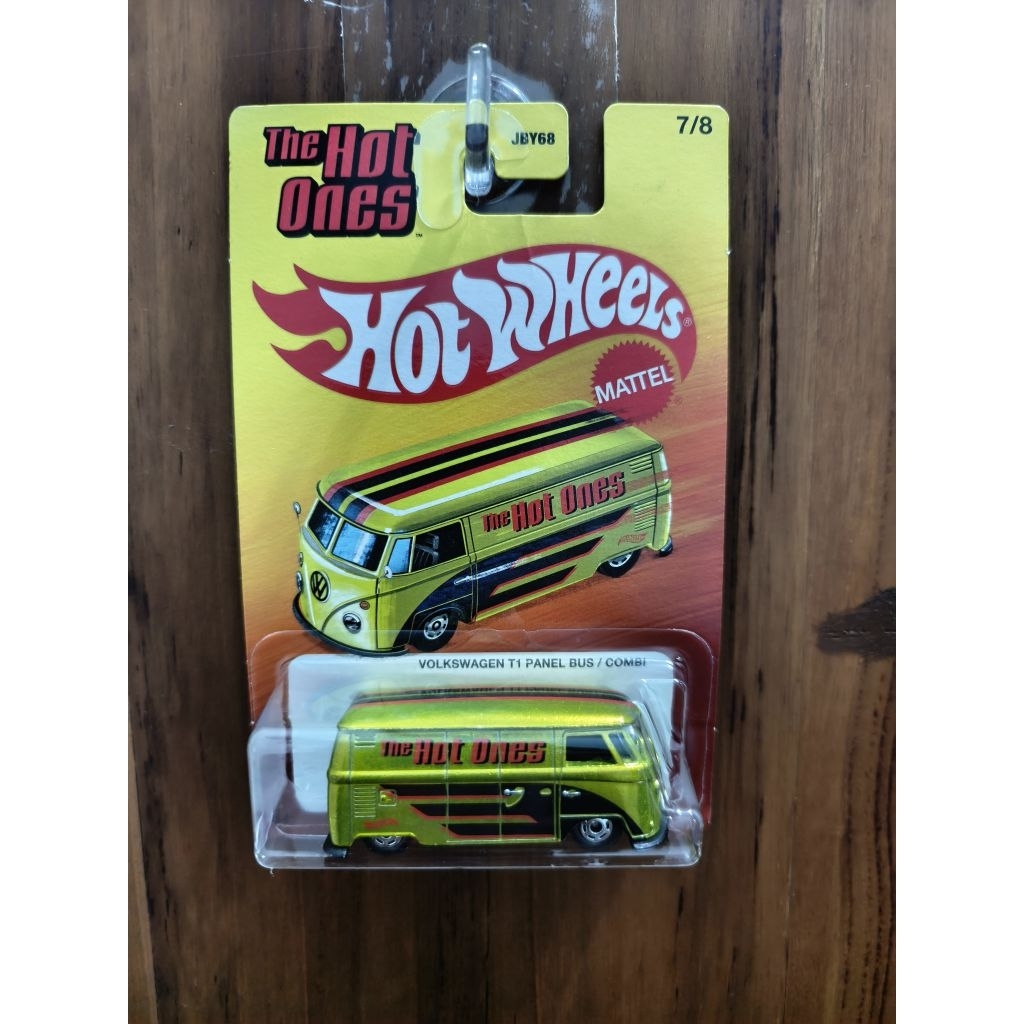 The Hot
Ones™
JBY68
7/8
Hot Wheels®
MATTEL
The Hot Ones
VOLKSWAGEN T1 PANEL BUS / COMBI
The Hot Ones